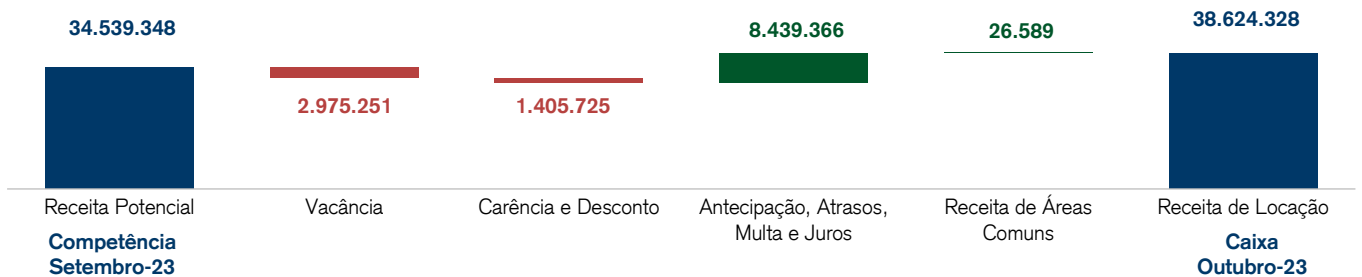 34.539.348
2.975.251
1.405.725
8.439.366
26.589
38.624.328
Receita Potencial
Vacância
Carência e Desconto
Antecipação, Atrasos,
Multa e Juros
Receita de Áreas
Comuns
Receita de Locação
Competência
Setembro-23
Caixa
Outubro-23